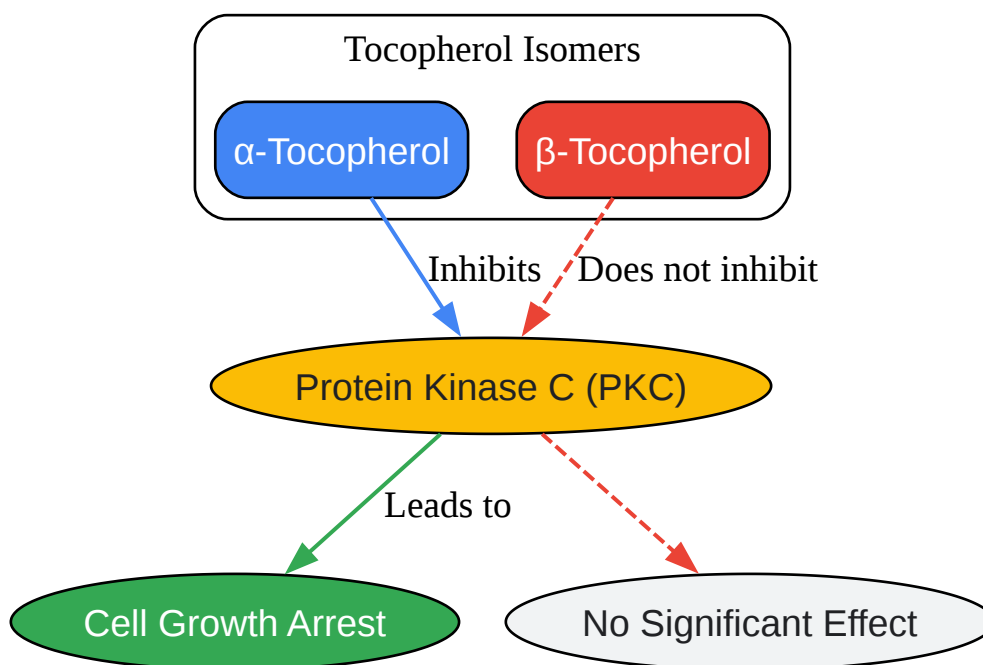 Tocopherol Isomers
α-Tocopherol
β-Tocopherol
Inhibits
Does not inhibit
Protein Kinase C (PKC)
Leads to
Cell Growth Arrest
No Significant Effect